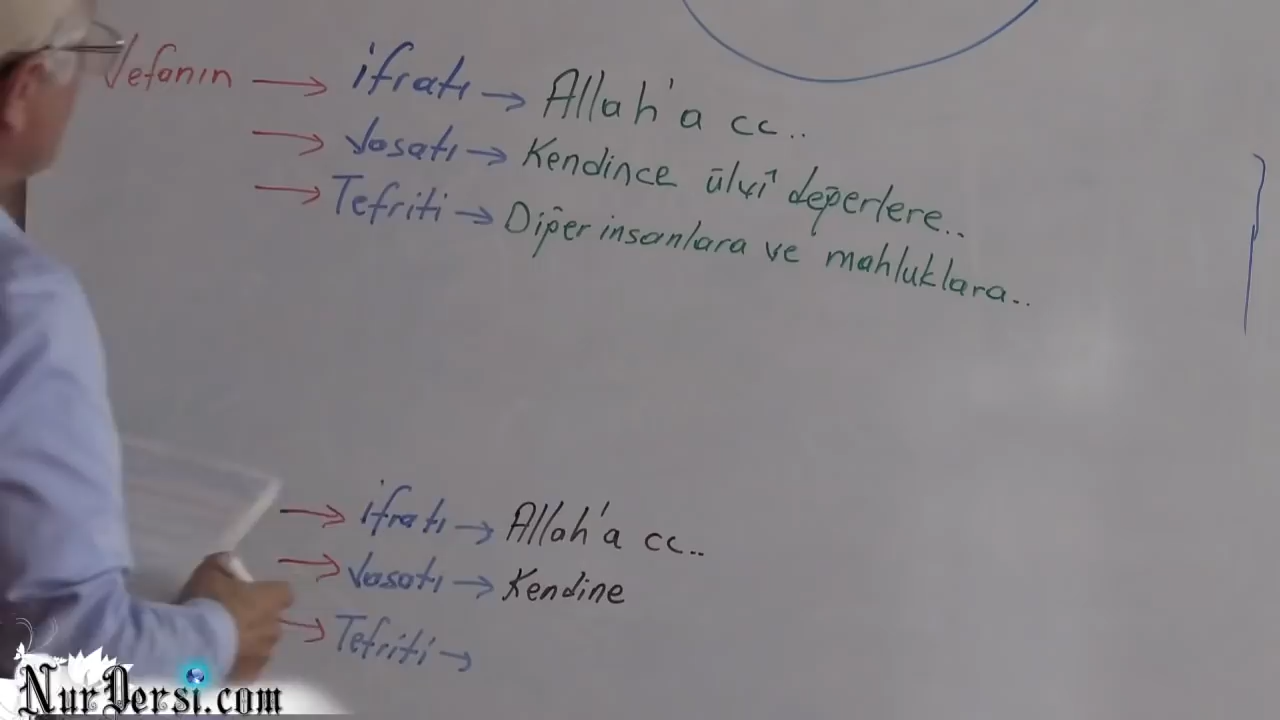 Vefanın → ifratı → Allah'a cc..
→ Vasatı → Kendince ülvî değerlere..
→ Tefriti → Diğer insanlara ve mahluklara..
→ ifratı → Allah'a cc..
→ Vasatı → Kendine
→ Tefriti →
NurDersi.com